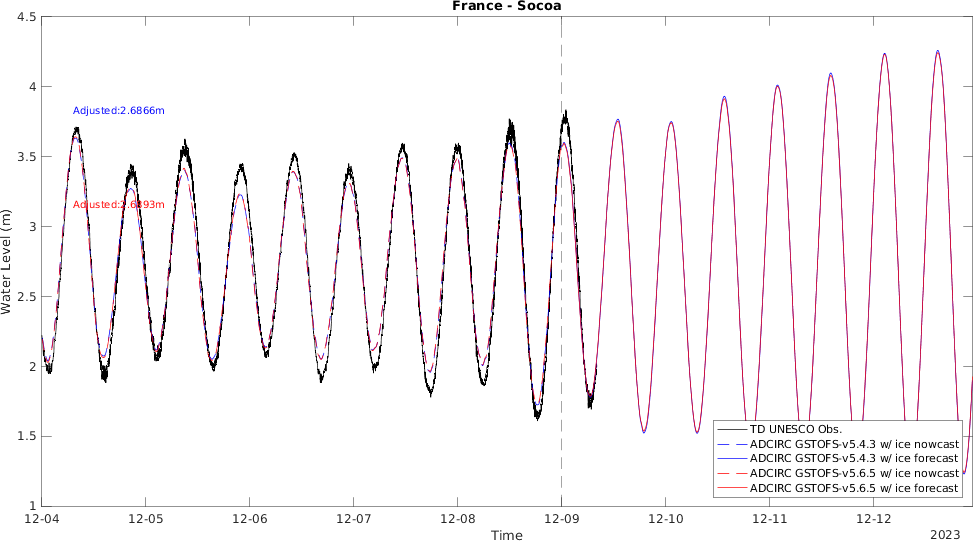 France - Socoa
4.5
4
3.5
3
2.5
2
1.5
1
Water Level (m)
Adjusted:2.6866m
Adjusted:2.6893m
TD UNESCO Obs.
ADCIRC GSTOFS-v5.4.3 w/ ice nowcast
ADCIRC GSTOFS-v5.4.3 w/ ice forecast
ADCIRC GSTOFS-v5.6.5 w/ ice nowcast
ADCIRC GSTOFS-v5.6.5 w/ ice forecast
12-04 12-05 12-06 12-07 12-08 12-09 12-10 12-11 12-12
Time
2023